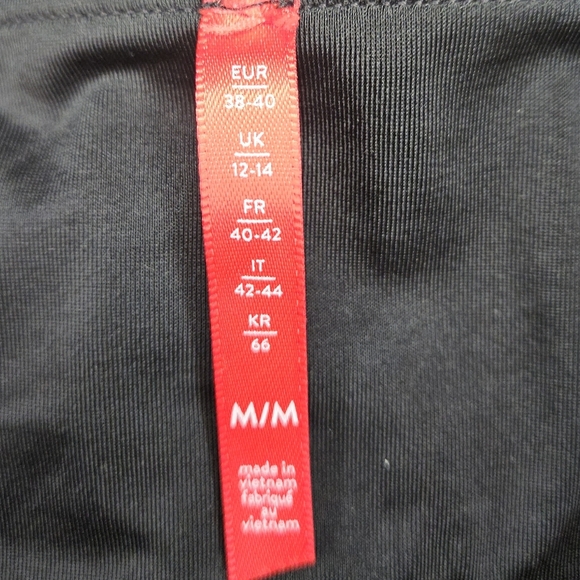 EUR
38-40
UK
12-14
FR
40-42
IT
42-44
KR
66
M/M
made in
vietnam
fabriqué
au
vietnam